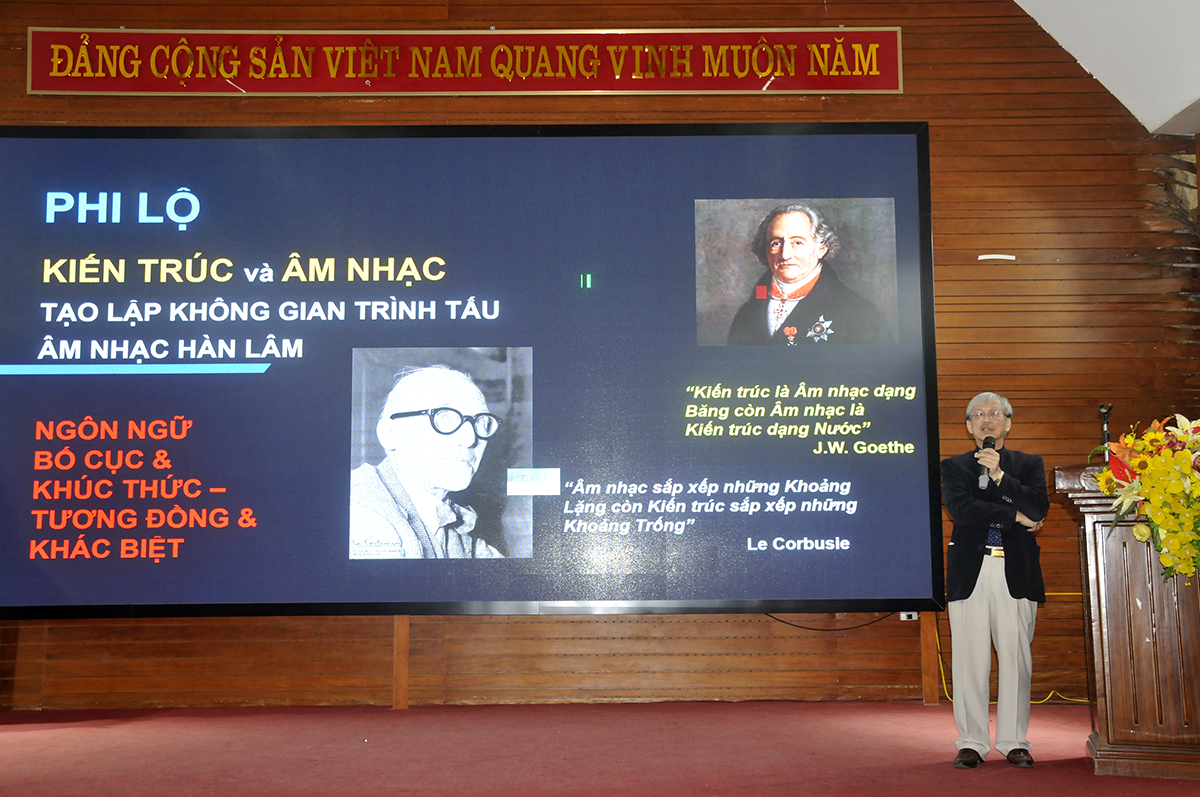 ĐẢNG CỘNG SẢN VIỆT NAM QUANG VINH MUÔN NĂM
PHI LỘ
KIẾN TRÚC và ÂM NHẠC
TẠO LẬP KHÔNG GIAN TRÌNH TẤU
ÂM NHẠC HÀN LÂM
NGÔN NGỮ
BỐ CỤC &
KHÚC THỨC –
TƯƠNG ĐỒNG &
KHÁC BIỆT
“Kiến trúc là Âm nhạc dạng
Băng còn Âm nhạc là
Kiến trúc dạng Nước”
J.W. Goethe
“Âm nhạc sắp xếp những Khoảng
Lặng còn Kiến trúc sắp xếp những
Khoảng Trống”
Le Corbusie